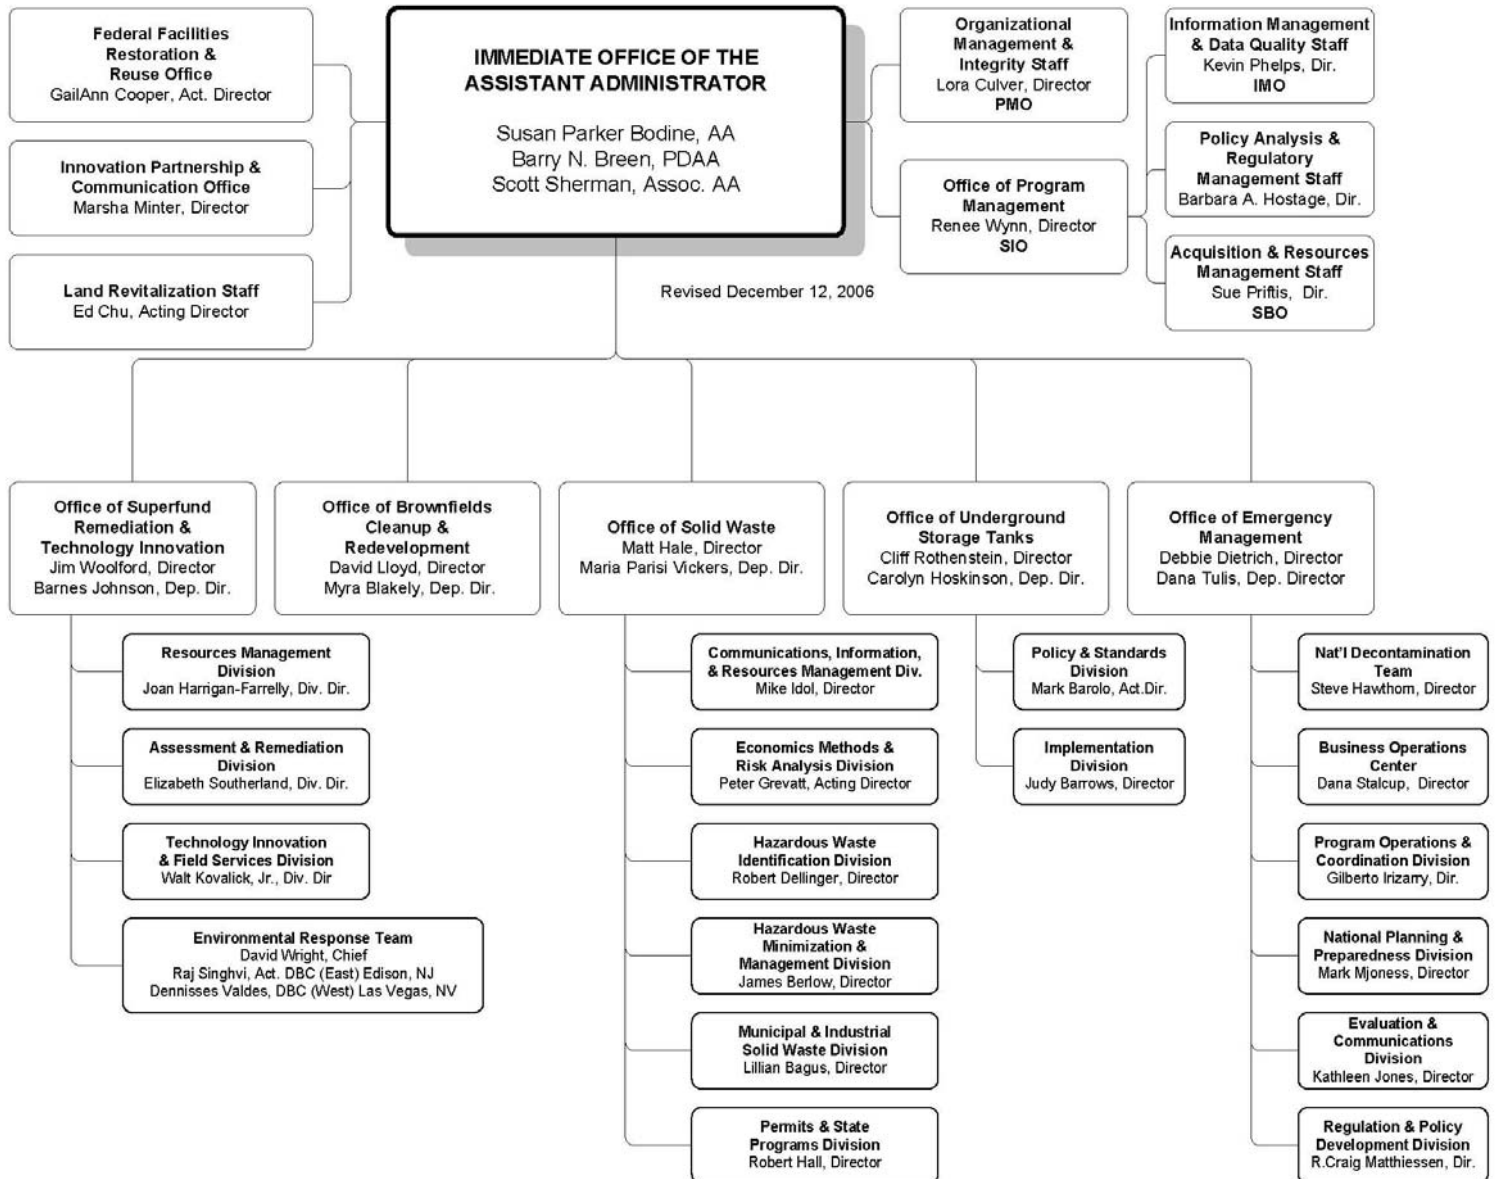 Federal Facilities
Restoration &
Reuse Office
GailAnn Cooper, Act. Director
Innovation Partnership &
Communication Office
Marsha Minter, Director
Land Revitalization Staff
Ed Chu, Acting Director
IMMEDIATE OFFICE OF THE
ASSISTANT ADMINISTRATOR
Susan Parker Bodine, AA
Barry N. Breen, PDAA
Scott Sherman, Assoc. AA
Organizational
Management &
Integrity Staff
Lora Culver, Director
PMO
Office of Program
Management
Renee Wynn, Director
SIO
Information Management
& Data Quality Staff
Kevin Phelps, Dir.
IMO
Policy Analysis &
Regulatory
Management Staff
Barbara A. Hostage, Dir.
Acquisition & Resources
Management Staff
Sue Priftis, Dir.
SBO
Revised December 12, 2006
Office of Superfund
Remediation &
Technology Innovation
Jim Woolford, Director
Barnes Johnson, Dep. Dir.
Resources Management
Division
Joan Harrigan-Farrelly, Div. Dir.
Assessment & Remediation
Division
Elizabeth Southerland, Div. Dir.
Technology Innovation
& Field Services Division
Walt Kovalick, Jr., Div. Dir
Environmental Response Team
David Wright, Chief
Raj Singhvi, Act. DBC (East) Edison, NJ
Dennisses Valdes, DBC (West) Las Vegas, NV
Office of Brownfields
Cleanup &
Redevelopment
David Lloyd, Director
Myra Blakely, Dep. Dir.
Office of Solid Waste
Matt Hale, Director
Maria Parisi Vickers, Dep. Dir.
Communications, Information,
& Resources Management Div.
Mike Idol, Director
Economics Methods &
Risk Analysis Division
Peter Grevatt, Acting Director
Hazardous Waste
Identification Division
Robert Dellinger, Director
Hazardous Waste
Minimization &
Management Division
James Berlow, Director
Municipal & Industrial
Solid Waste Division
Lillian Bagus, Director
Permits & State
Programs Division
Robert Hall, Director
Office of Underground
Storage Tanks
Cliff Rothenstein, Director
Carolyn Hoskinson, Dep. Dir.
Policy & Standards
Division
Mark Barolo, Act.Dir.
Implementation
Division
Judy Barrows, Director
Office of Emergency
Management
Debbie Dietrich, Director
Dana Tulis, Dep. Director
Nat'l Decontamination
Team
Steve Hawthorn, Director
Business Operations
Center
Dana Stalcup, Director
Program Operations &
Coordination Division
Gilberto Irizarry, Dir.
National Planning &
Preparedness Division
Mark Mjoness, Director
Evaluation &
Communications
Division
Kathleen Jones, Director
Regulation & Policy
Development Division
R.Craig Matthiessen, Dir.